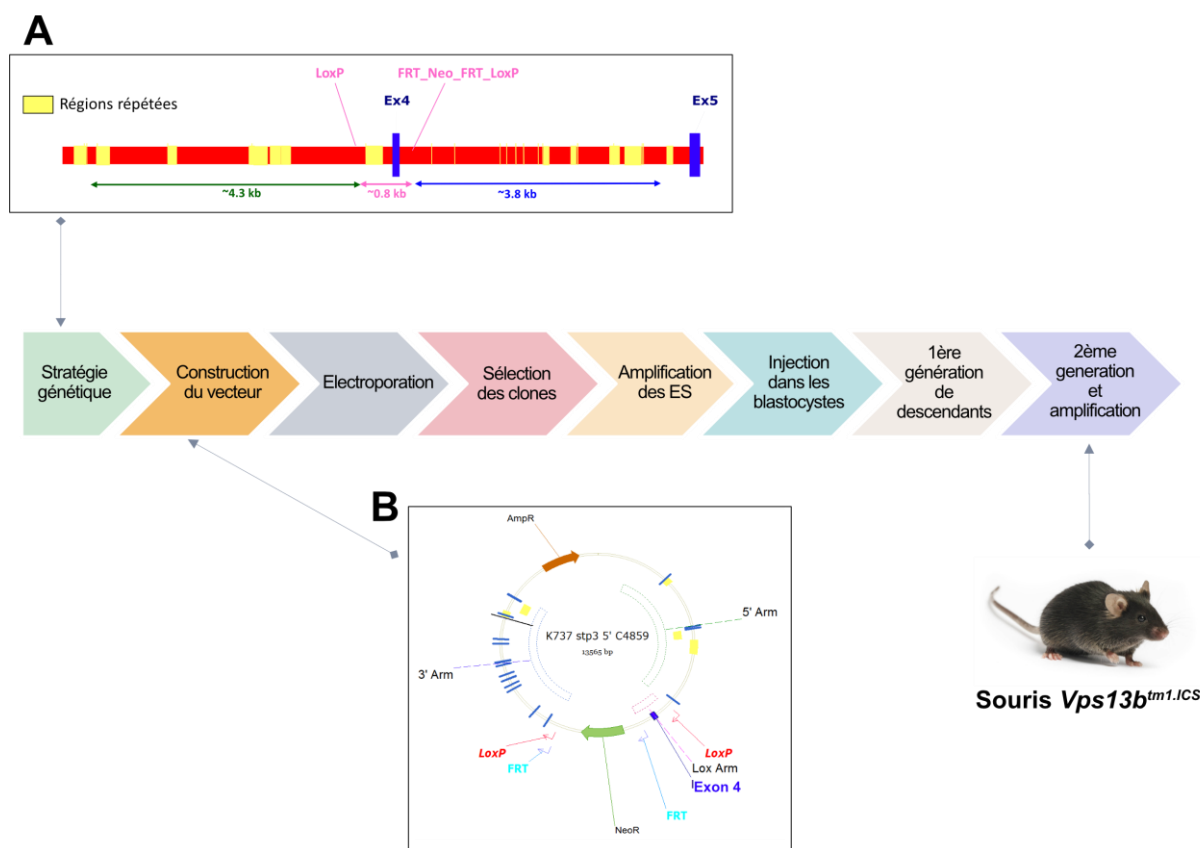 A
LoxP
FRT_Neo_FRT_LoxP
Régions répétées
Ex4
Ex5
~4.3 kb
~0.8 kb
~3.8 kb
Stratégie
génétique
Construction
du vecteur
Electroporation
Sélection
des clones
Amplification
des ES
Injection
dans les
blastocystes
1ère
génération
de
descendants
2ème
generation
et
amplification
B
AmpR
5' Arm
K737 stp3 5' C4859
13565 bp
3' Arm
LoxP
FRT
LoxP
Lox Arm
Exon 4
FRT
NeoR
Souris Vps13btm1.ICS